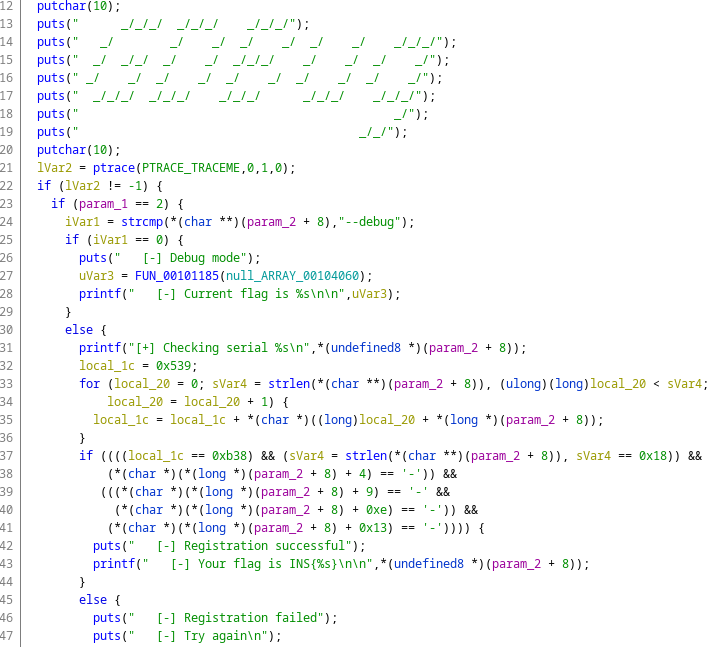 12 putchar(10);
13 puts("      _/_/_/  _/_/_/    _/_/_/");
14 puts("   _/        _/    _/  _/    _/  _/    _/    _/_/_/");
15 puts("  _/  _/_/  _/    _/  _/_/_/    _/    _/  _/    _/");
16 puts(" _/    _/  _/    _/  _/    _/  _/    _/  _/    _/");
17 puts("  _/_/_/  _/_/_/    _/_/_/      _/_/_/    _/_/_/");
18 puts("                                             _/");
19 puts("                                        _/_/");
20 putchar(10);
21 lVar2 = ptrace(PTRACE_TRACEME,0,1,0);
22 if (lVar2 != -1) {
23 if (param_1 == 2) {
24 iVar1 = strcmp(*(char **)(param_2 + 8),"--debug");
25 if (iVar1 == 0) {
26 puts("   [-] Debug mode");
27 uVar3 = FUN_00101185(null_ARRAY_00104060);
28 printf("   [-] Current flag is %s\n\n",uVar3);
29 }
30 else {
31 printf("[+] Checking serial %s\n",*(undefined8 *)(param_2 + 8));
32 local_1c = 0x539;
33 for (local_20 = 0; sVar4 = strlen(*(char **)(param_2 + 8)), (ulong)(long)local_20 < sVar4;
34 local_20 = local_20 + 1) {
35 local_1c = local_1c + *(char *)((long)local_20 + *(long *)(param_2 + 8));
36 }
37 if ((((local_1c == 0xb38) && (sVar4 = strlen(*(char **)(param_2 + 8)), sVar4 == 0x18)) &&
38 (*(char *)(*(long *)(param_2 + 8) + 4) == '-')) &&
39 (((*(char *)(*(long *)(param_2 + 8) + 9) == '-' &&
40 (*(char *)(*(long *)(param_2 + 8) + 0xe) == '-')) &&
41 (*(char *)(*(long *)(param_2 + 8) + 0x13) == '-')))) {
42 puts("   [-] Registration successful");
43 printf("   [-] Your flag is INS{%s}\n\n",*(undefined8 *)(param_2 + 8));
44 }
45 else {
46 puts("   [-] Registration failed");
47 puts("   [-] Try again\n");